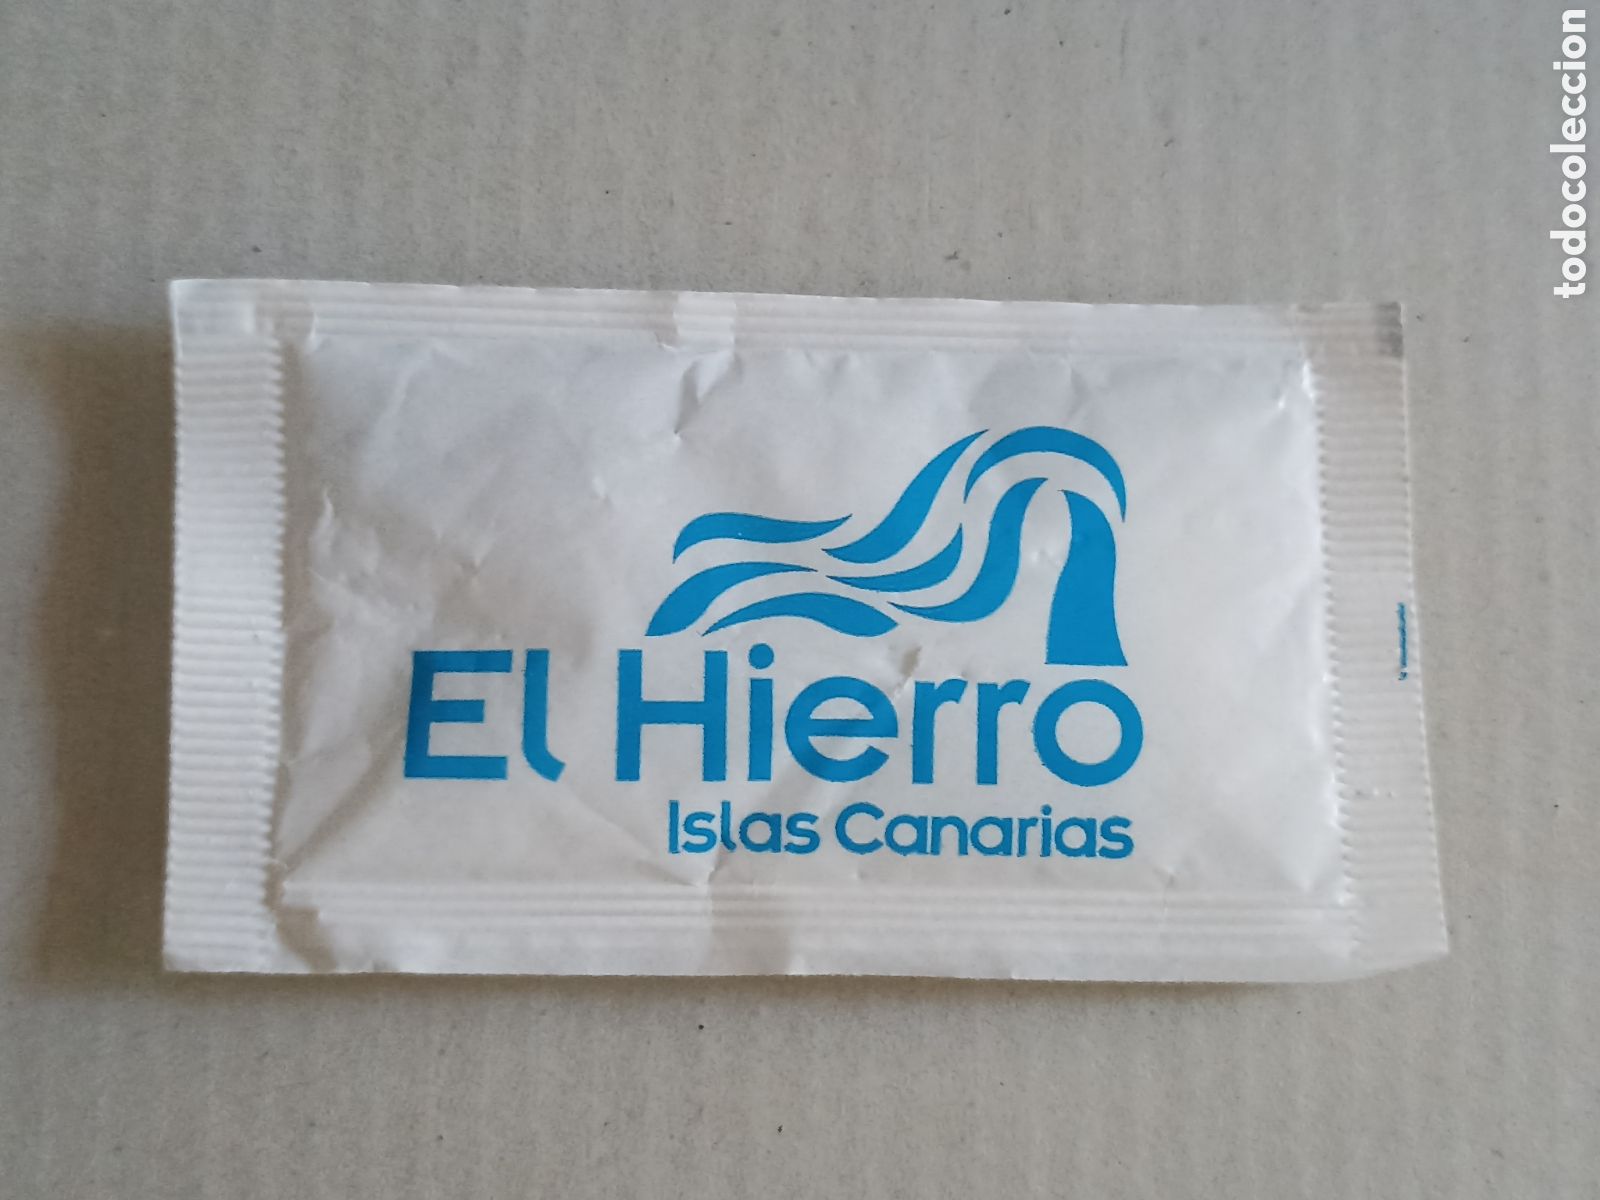 El Hierro
Islas Canarias
todocoleccion